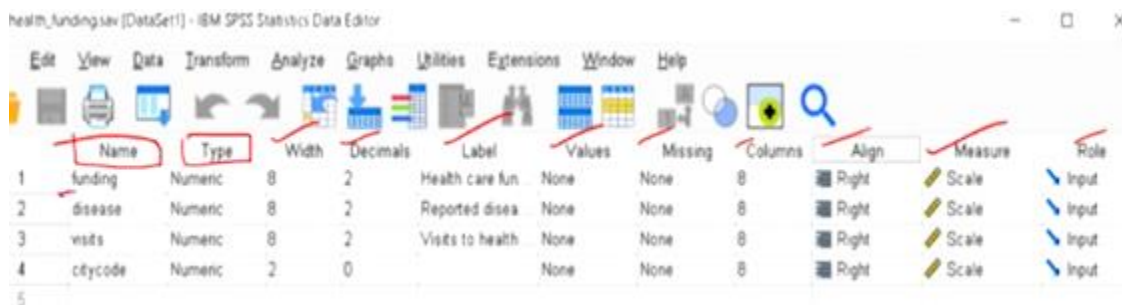 health_funding.sav [DataSet1] - IBM SPSS Statistics Data Editor
Edit View Data Transform Analyze Graphs Utilities Extensions Window Help
Name Type Width Decimals Label Values Missing Columns Align Measure Role
1 funding Numeric 8 2 Health care fun... None None 8 Right Scale Input
2 disease Numeric 8 2 Reported disea... None None 8 Right Scale Input
3 visits Numeric 8 2 Visits to health ... None None 8 Right Scale Input
4 citycode Numeric 2 0 None None 8 Right Scale Input
5